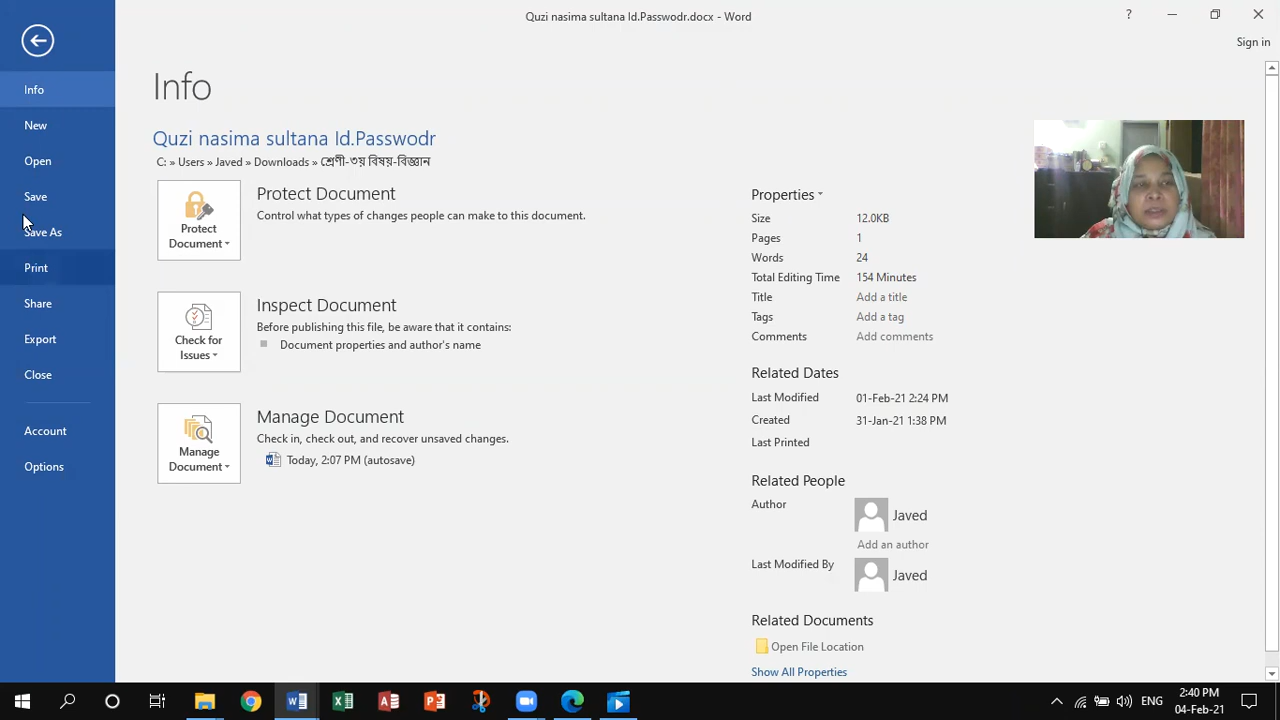 Quzi nasima sultana Id.Passwodr.docx - Word
?
Sign in
Info
New
Open
Save
Save As
Print
Share
Export
Close
Account
Options
Info
Quzi nasima sultana Id.Passwodr
C: » Users » Javed » Downloads » শ্রেণী-৩য় বিষয়-বিজ্ঞান
Protect Document
Protect Document
Control what types of changes people can make to this document.
Check for Issues
Inspect Document
Before publishing this file, be aware that it contains:
Document properties and author's name
Manage Document
Manage Document
Check in, check out, and recover unsaved changes.
Today, 2:07 PM (autosave)
Properties
Size 12.0KB
Pages 1
Words 24
Total Editing Time 154 Minutes
Title Add a title
Tags Add a tag
Comments Add comments
Related Dates
Last Modified 01-Feb-21 2:24 PM
Created 31-Jan-21 1:38 PM
Last Printed
Related People
Author Javed
Add an author
Last Modified By Javed
Related Documents
Open File Location
Show All Properties
ENG
2:40 PM
04-Feb-21